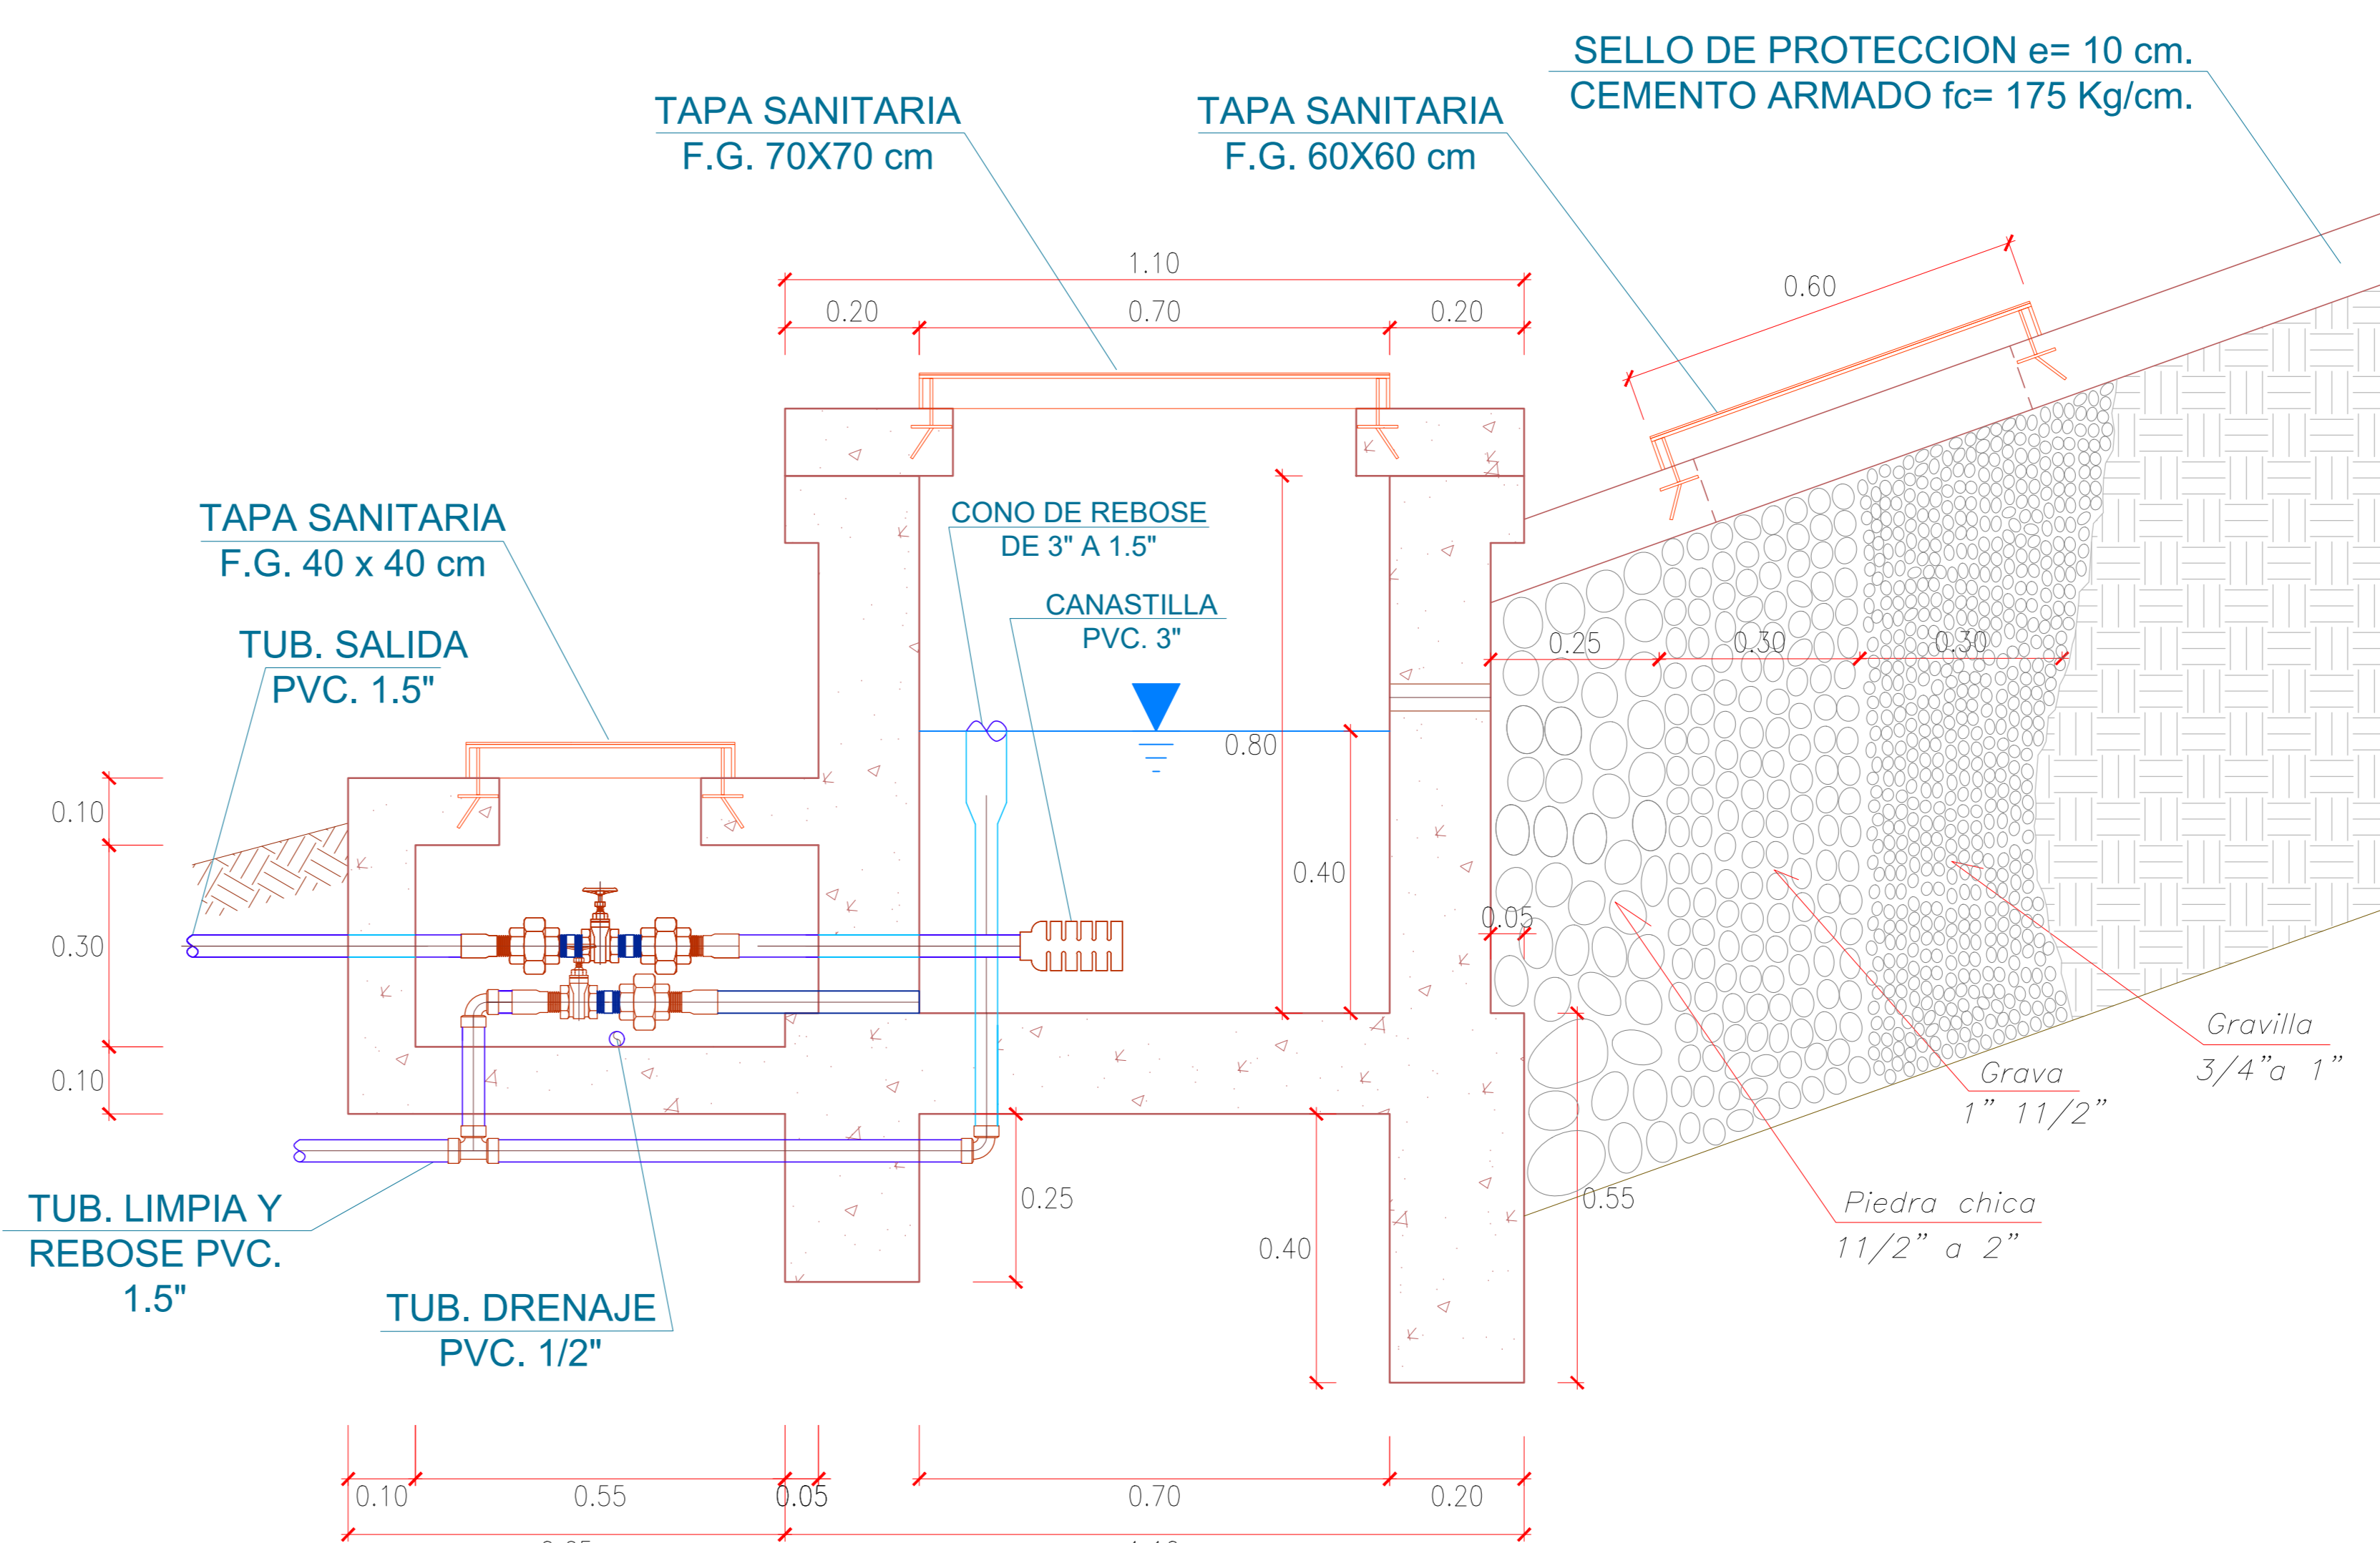 SELLO DE PROTECCION e= 10 cm.
CEMENTO ARMADO fc= 175 Kg/cm.
TAPA SANITARIA
F.G. 70X70 cm
TAPA SANITARIA
F.G. 60X60 cm
1.10
0.60
0.20
0.70
0.20
TAPA SANITARIA
F.G. 40 x 40 cm
CONO DE REBOSE
DE 3" A 1.5"
CANASTILLA
PVC. 3"
TUB. SALIDA
PVC. 1.5"
0.25
0.30
0.30
0.80
0.10
0.40
0.05
0.30
0.10
Gravilla
3/4"a 1"
Grava
1" 11/2"
Piedra chica
11/2" a 2"
0.25
0.55
0.40
TUB. LIMPIA Y
REBOSE PVC.
1.5"
TUB. DRENAJE
PVC. 1/2"
0.10
0.55
0.05
0.70
0.20